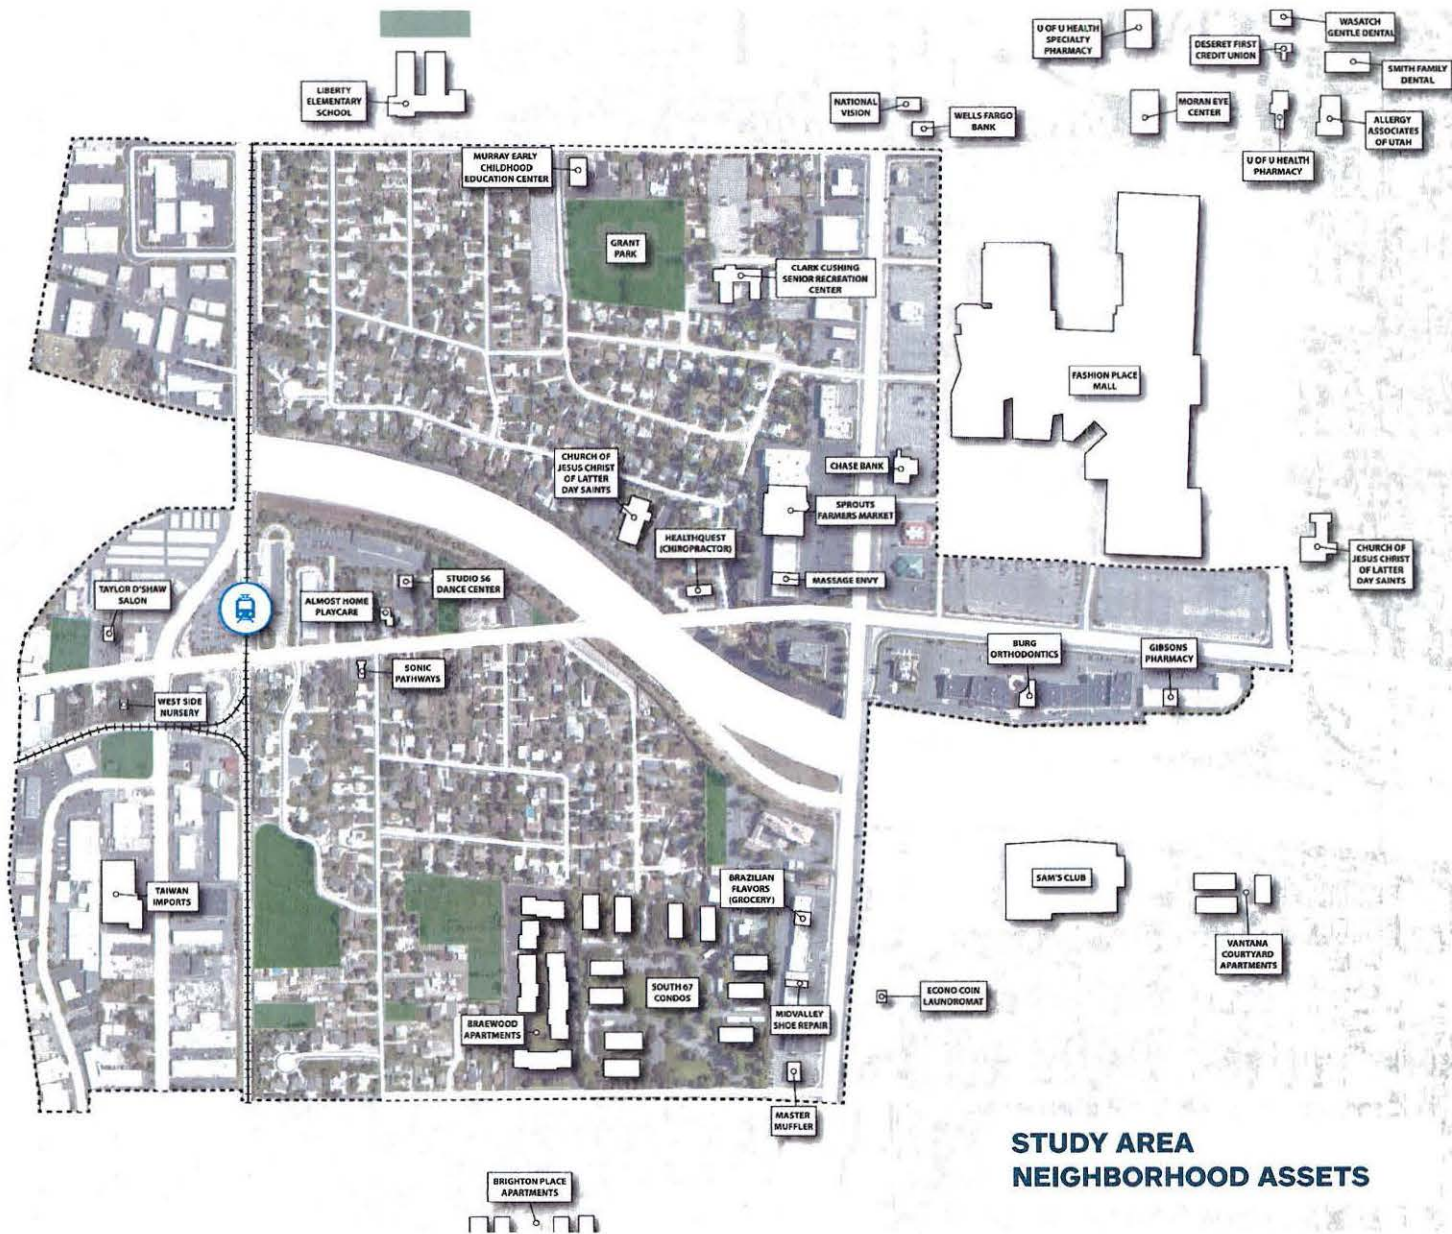 U OF U HEALTH
SPECIALTY
PHARMACY
WASATCH
GENTLE DENTAL
DESERET FIRST
CREDIT UNION
SMITH FAMILY
DENTAL
LIBERTY
ELEMENTARY
SCHOOL
NATIONAL
VISION
WELLS FARGO
BANK
MORAN EYE
CENTER
ALLERGY
ASSOCIATES
OF UTAH
U OF U HEALTH
PHARMACY
MURRAY EARLY
CHILDHOOD
EDUCATION CENTER
GRANT
PARK
CLARK CUSHING
SENIOR RECREATION
CENTER
FASHION PLACE
MALL
CHURCH OF
JESUS CHRIST
OF LATTER
DAY SAINTS
CHASE BANK
SPROUTS
FARMERS MARKET
HEALTHQUEST
(CHIROPRACTOR)
MASSAGE ENVY
CHURCH OF
JESUS CHRIST
OF LATTER
DAY SAINTS
TAYLOR D'SHAW
SALON
STUDIO 56
DANCE CENTER
ALMOST HOME
PLAYCARE
SONIC
PATHWAYS
BURG
ORTHODONTICS
GIBSONS
PHARMACY
WEST SIDE
NURSERY
TAIWAN
IMPORTS
BRAZILIAN
FLAVORS
(GROCERY)
SAM'S CLUB
VANTANA
COURTYARD
APARTMENTS
SOUTH 67
CONDOS
ECONO COIN
LAUNDROMAT
BRAEWOOD
APARTMENTS
MIDVALLEY
SHOE REPAIR
MASTER
MUFFLER
STUDY AREA
NEIGHBORHOOD ASSETS
BRIGHTON PLACE
APARTMENTS